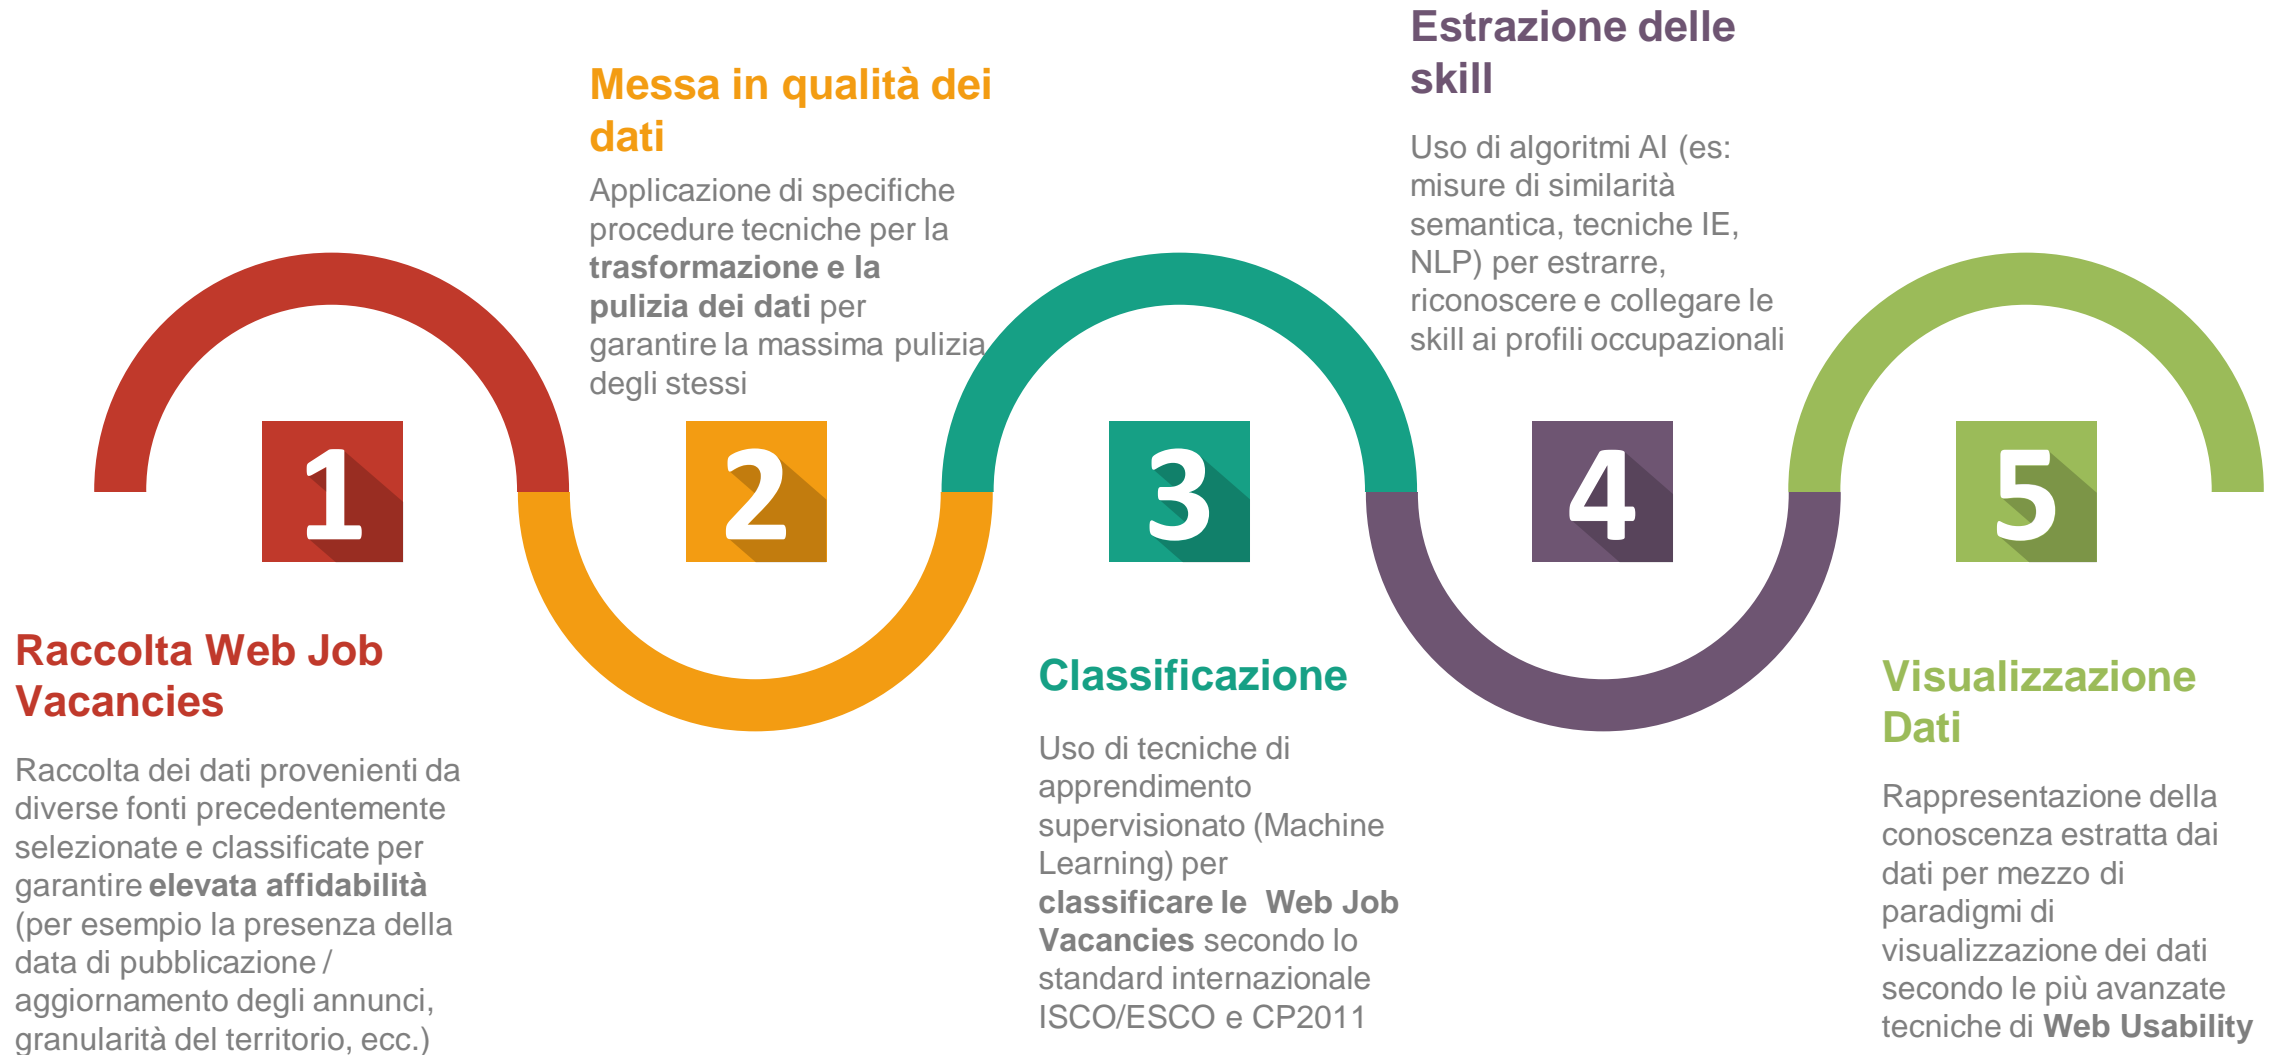 1
Raccolta Web Job
Vacancies
Raccolta dei dati provenienti da
diverse fonti precedentemente
selezionate e classificate per
garantire elevata affidabilità
(per esempio la presenza della
data di pubblicazione /
aggiornamento degli annunci,
granularità del territorio, ecc.)
Messa in qualità dei
dati
Applicazione di specifiche
procedure tecniche per la
trasformazione e la
pulizia dei dati per
garantire la massima pulizia
degli stessi
2
3
Classificazione
Uso di tecniche di
apprendimento
supervisionato (Machine
Learning) per
classificare le Web Job
Vacancies secondo lo
standard internazionale
ISCO/ESCO e CP2011
Estrazione delle
skill
Uso di algoritmi AI (es:
misure di similarità
semantica, tecniche IE,
NLP) per estrarre,
riconoscere e collegare le
skill ai profili occupazionali
4
5
Visualizzazione
Dati
Rappresentazione della
conoscenza estratta dai
dati per mezzo di
paradigmi di
visualizzazione dei dati
secondo le più avanzate
tecniche di Web Usability